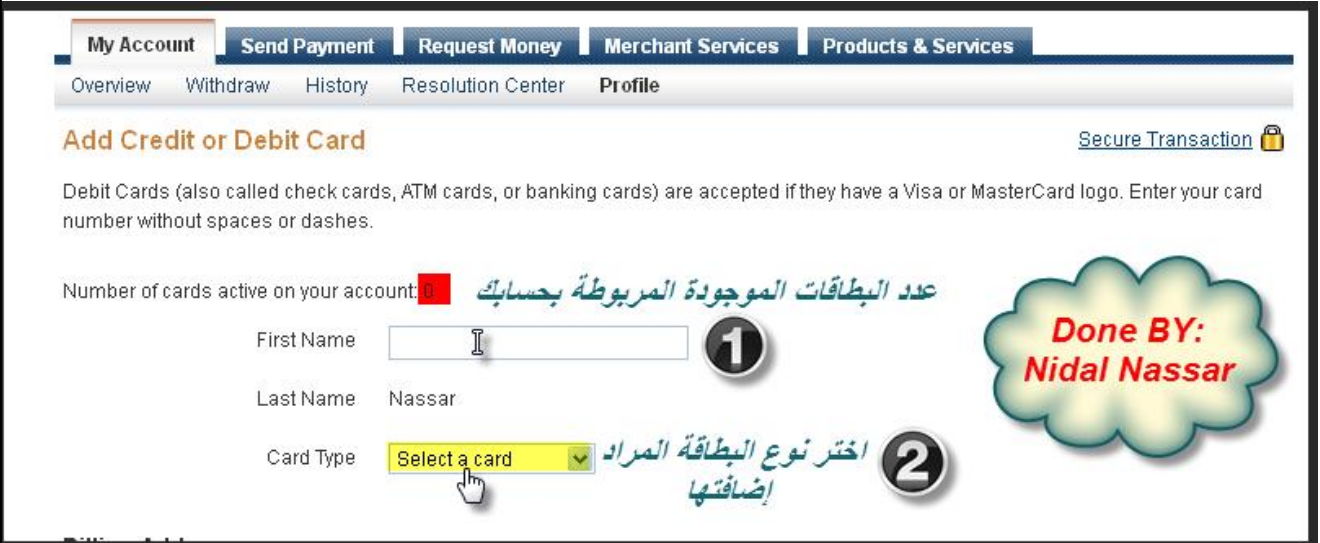 My Account Send Payment Request Money Merchant Services Products & Services
Overview Withdraw History Resolution Center Profile
Add Credit or Debit Card
Secure Transaction
Debit Cards (also called check cards, ATM cards, or banking cards) are accepted if they have a Visa or MasterCard logo. Enter your card
number without spaces or dashes.
Number of cards active on your account: 0
عدد البطاقات الموجودة المربوطة بحسابك
First Name
1
Done BY:
Nidal Nassar
Last Name Nassar
Card Type Select a card
2
اختر نوع البطاقة المراد
إضافتها